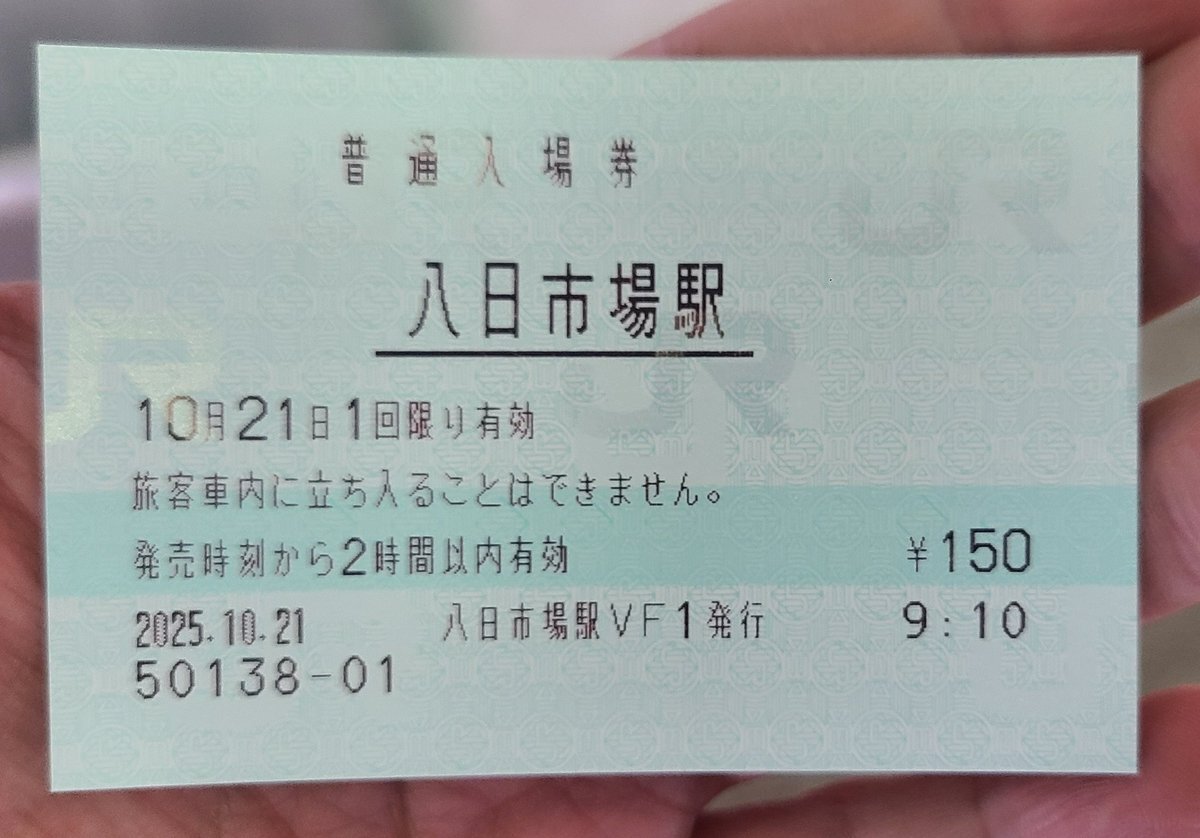 普通入場券
八日市場駅
10月21日1回限り有効
旅客車内に立ち入ることはできません。
発売時刻から2時間以内有効 ¥150
2025.10.21 八日市場駅VF1発行 9:10
50138-01